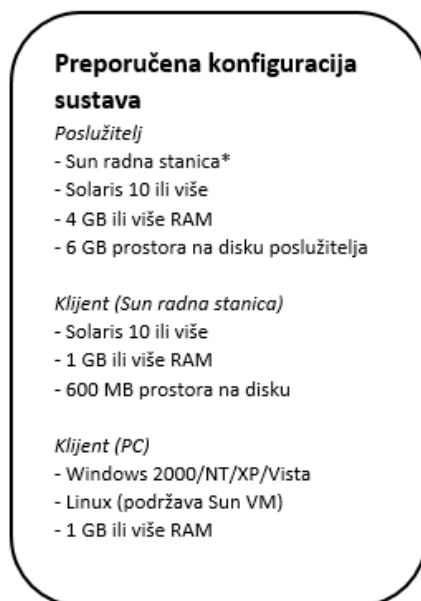 Preporučena konfiguracija
sustava
Poslužitelj
- Sun radna stanica*
- Solaris 10 ili više
- 4 GB ili više RAM
- 6 GB prostora na disku poslužitelja
Klijent (Sun radna stanica)
- Solaris 10 ili više
- 1 GB ili više RAM
- 600 MB prostora na disku
Klijent (PC)
- Windows 2000/NT/XP/Vista
- Linux (podržava Sun VM)
- 1 GB ili više RAM